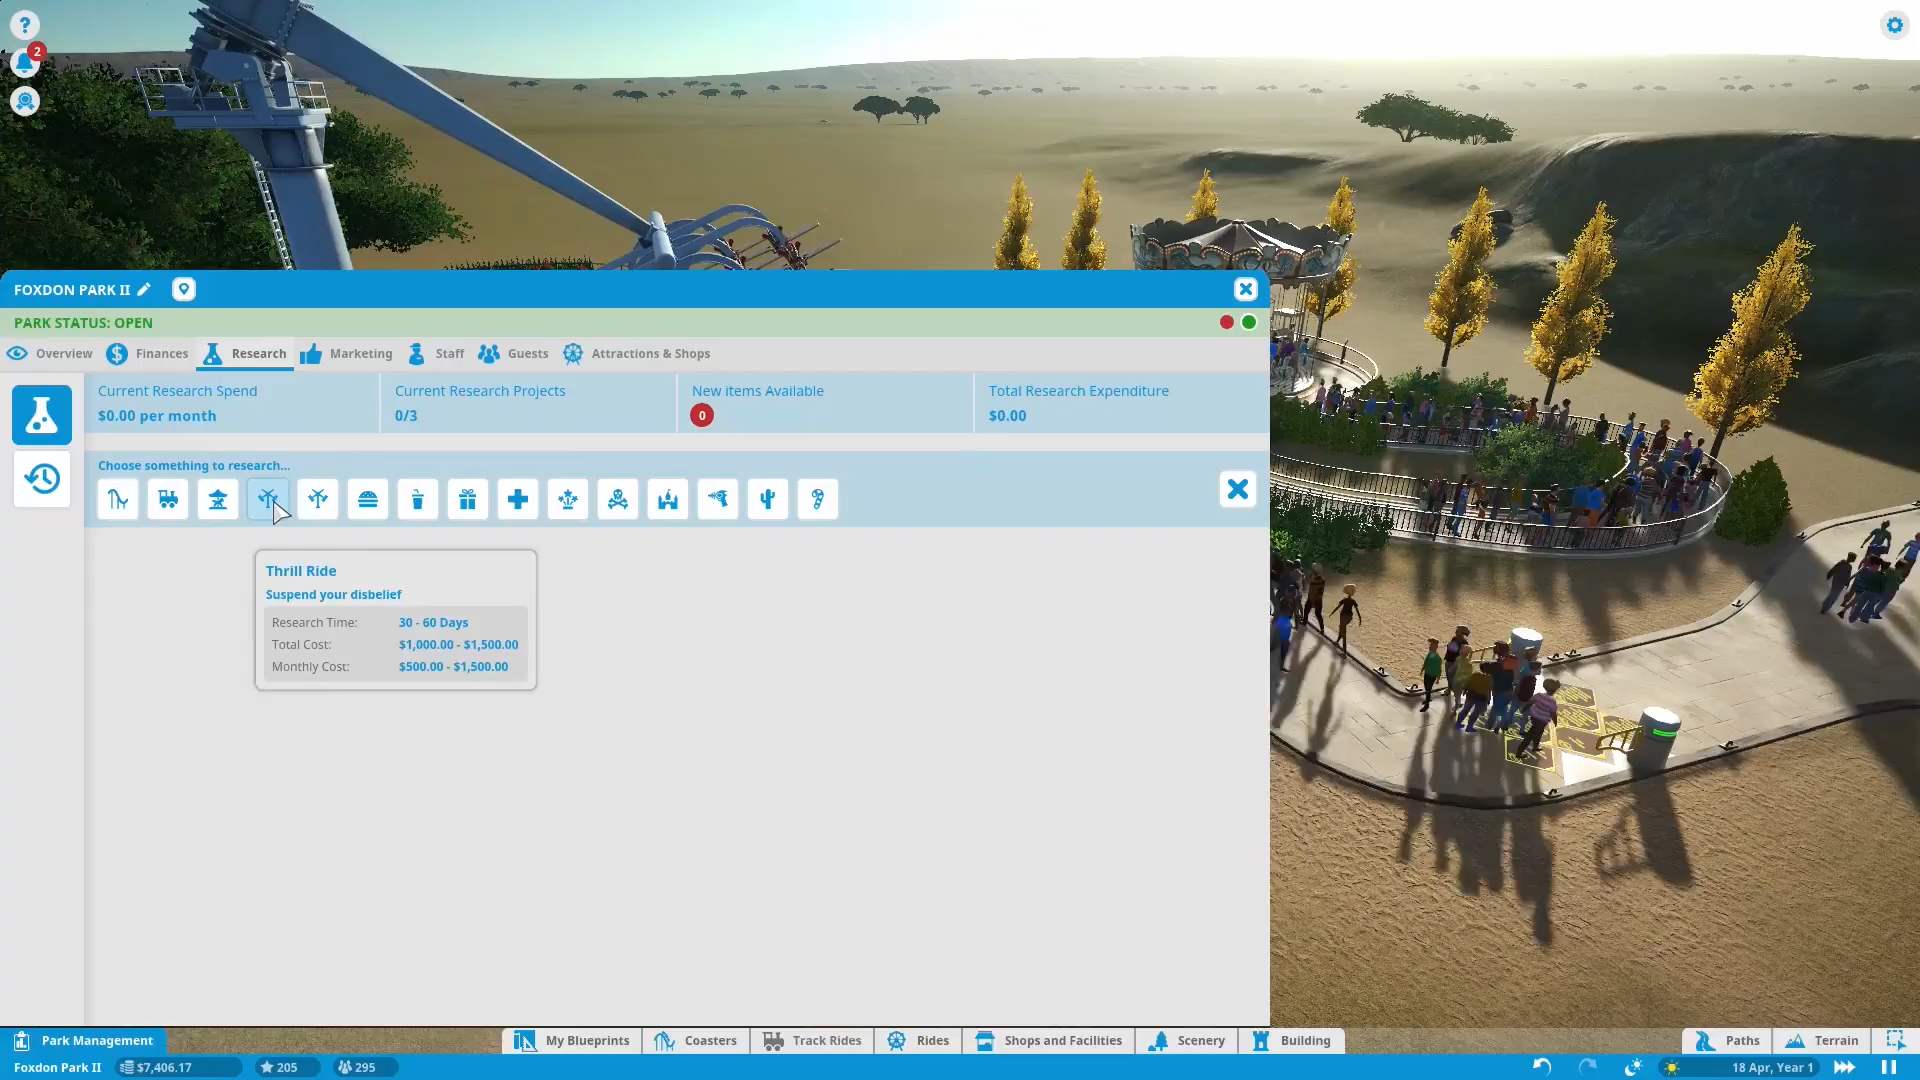 ?
2
FOXDON PARK II
PARK STATUS: OPEN
Overview
Finances
Research
Marketing
Staff
Guests
Attractions & Shops
Current Research Spend
$0.00 per month
Current Research Projects
0/3
New items Available
0
Total Research Expenditure
$0.00
Choose something to research...
Thrill Ride
Suspend your disbelief
Research Time: 30 - 60 Days
Total Cost: $1,000.00 - $1,500.00
Monthly Cost: $500.00 - $1,500.00
Park Management
My Blueprints
Coasters
Track Rides
Rides
Shops and Facilities
Scenery
Building
Paths
Terrain
Foxdon Park II
$7,406.17
205
295
18 Apr, Year 1